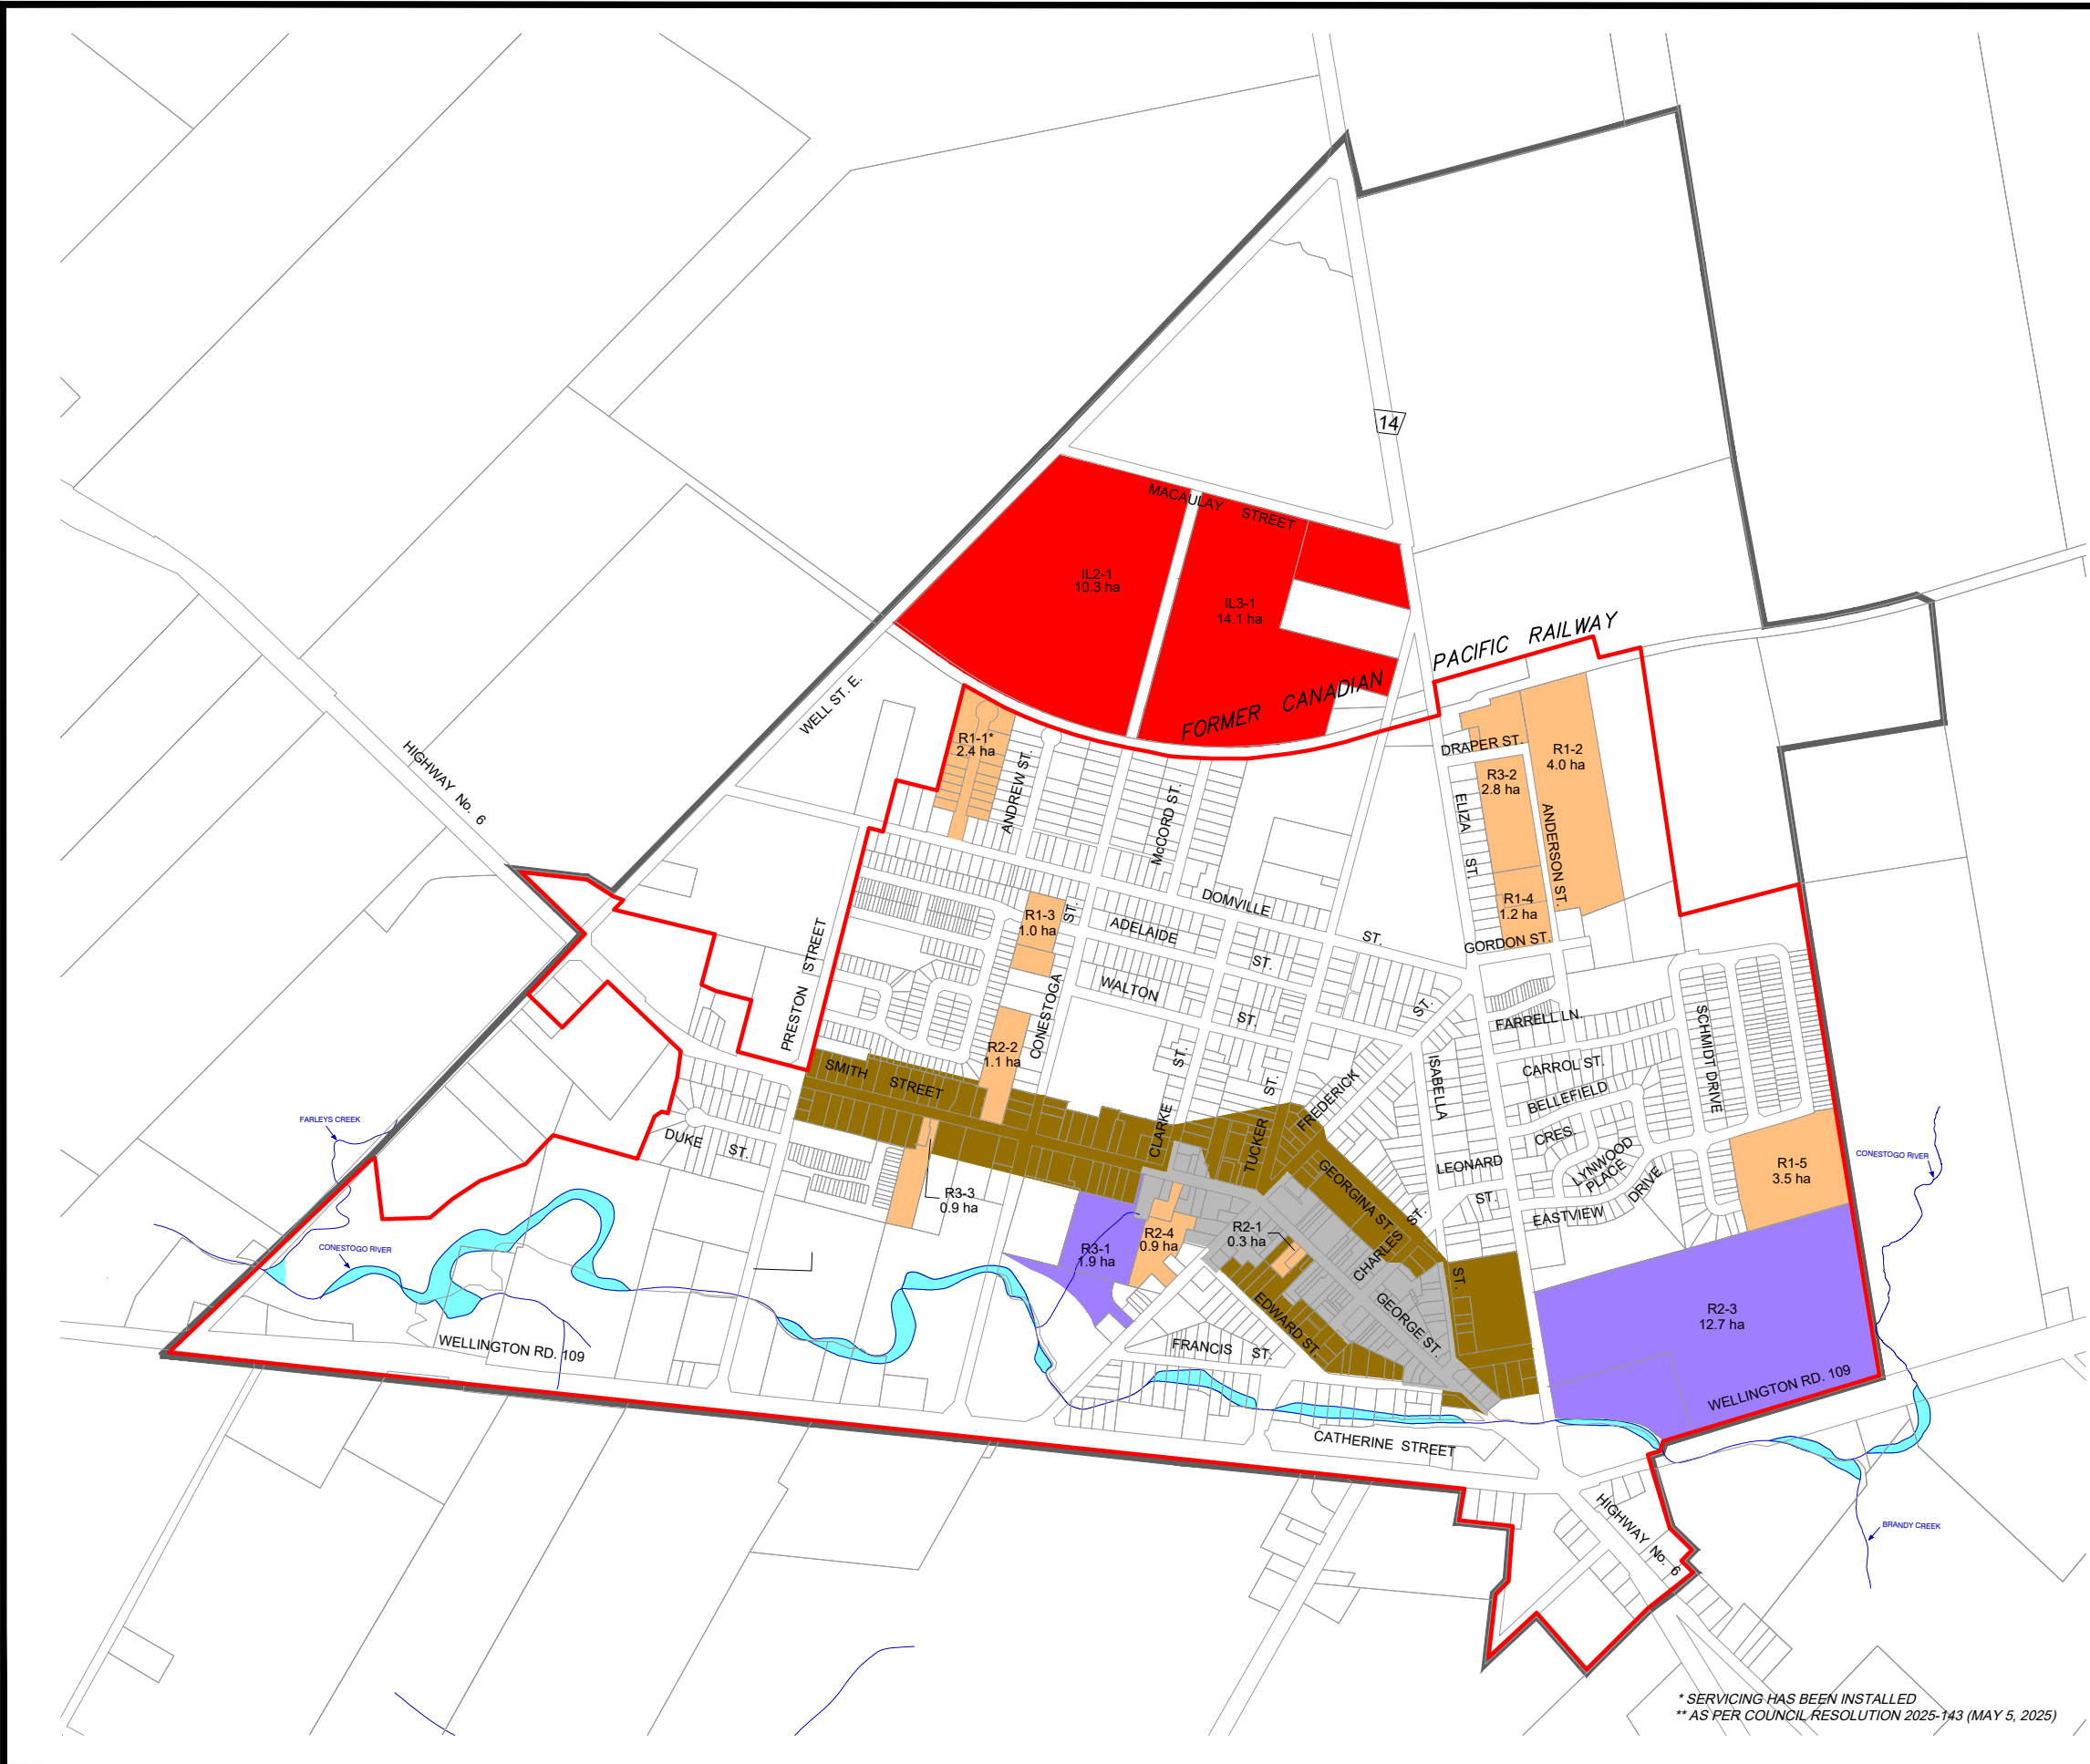 14
MACAULAY STREET
IL2-1
10.3 ha
IL3-1
14.1 ha
FORMER CANADIAN PACIFIC RAILWAY
WELL ST. E.
HIGHWAY No. 6
R1-1*
2.4 ha
ANDREW ST.
McCORD ST.
DRAPER ST.
R1-2
4.0 ha
R3-2
2.8 ha
ELIZA ST.
ANDERSON ST.
R1-4
1.2 ha
GORDON ST.
R1-3
1.0 ha
DOMVILLE ST.
ADELAIDE ST.
WALTON ST.
PRESTON STREET
CONESTOGA ST.
R2-2
1.1 ha
SMITH STREET
CLARKE ST.
TUCKER ST.
FREDERICK ST.
ISABELLA ST.
FARRELL LN.
CARROL ST.
BELLEFIELD CRES.
SCHMIDT DRIVE
LYNWOOD
PLACE
LEONARD ST.
EASTVIEW DRIVE
R1-5
3.5 ha
CONESTOGO RIVER
FARLEYS CREEK
DUKE ST.
R3-3
0.9 ha
GEORGINA ST.
CHARLES ST.
R2-1
0.3 ha
R2-4
0.9 ha
R3-1
1.9 ha
CONESTOGO RIVER
EDWARD ST.
GEORGE ST.
FRANCIS ST.
R2-3
12.7 ha
WELLINGTON RD. 109
WELLINGTON RD. 109
CATHERINE STREET
HIGHWAY No. 6
BRANDY CREEK
* SERVICING HAS BEEN INSTALLED
** AS PER COUNCIL RESOLUTION 2025-143 (MAY 5, 2025)